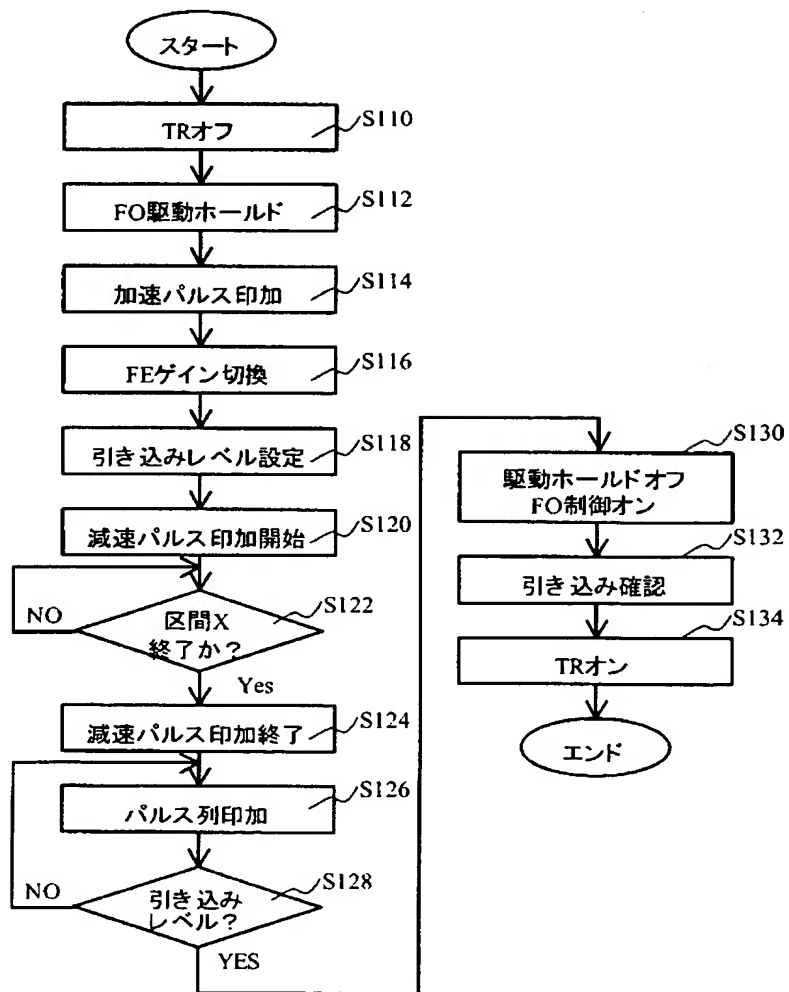 スタート
TRオフ
S110
FO駆動ホールド
S112
加速パルス印加
S114
FEゲイン切換
S116
引き込みレベル設定
S118
減速パルス印加開始
S120
区間X
終了か?
S122
NO
Yes
減速パルス印加終了
S124
パルス列印加
S126
引き込み
レベル?
S128
NO
YES
駆動ホールドオフ
FO制御オン
S130
引き込み確認
S132
TRオン
S134
エンド